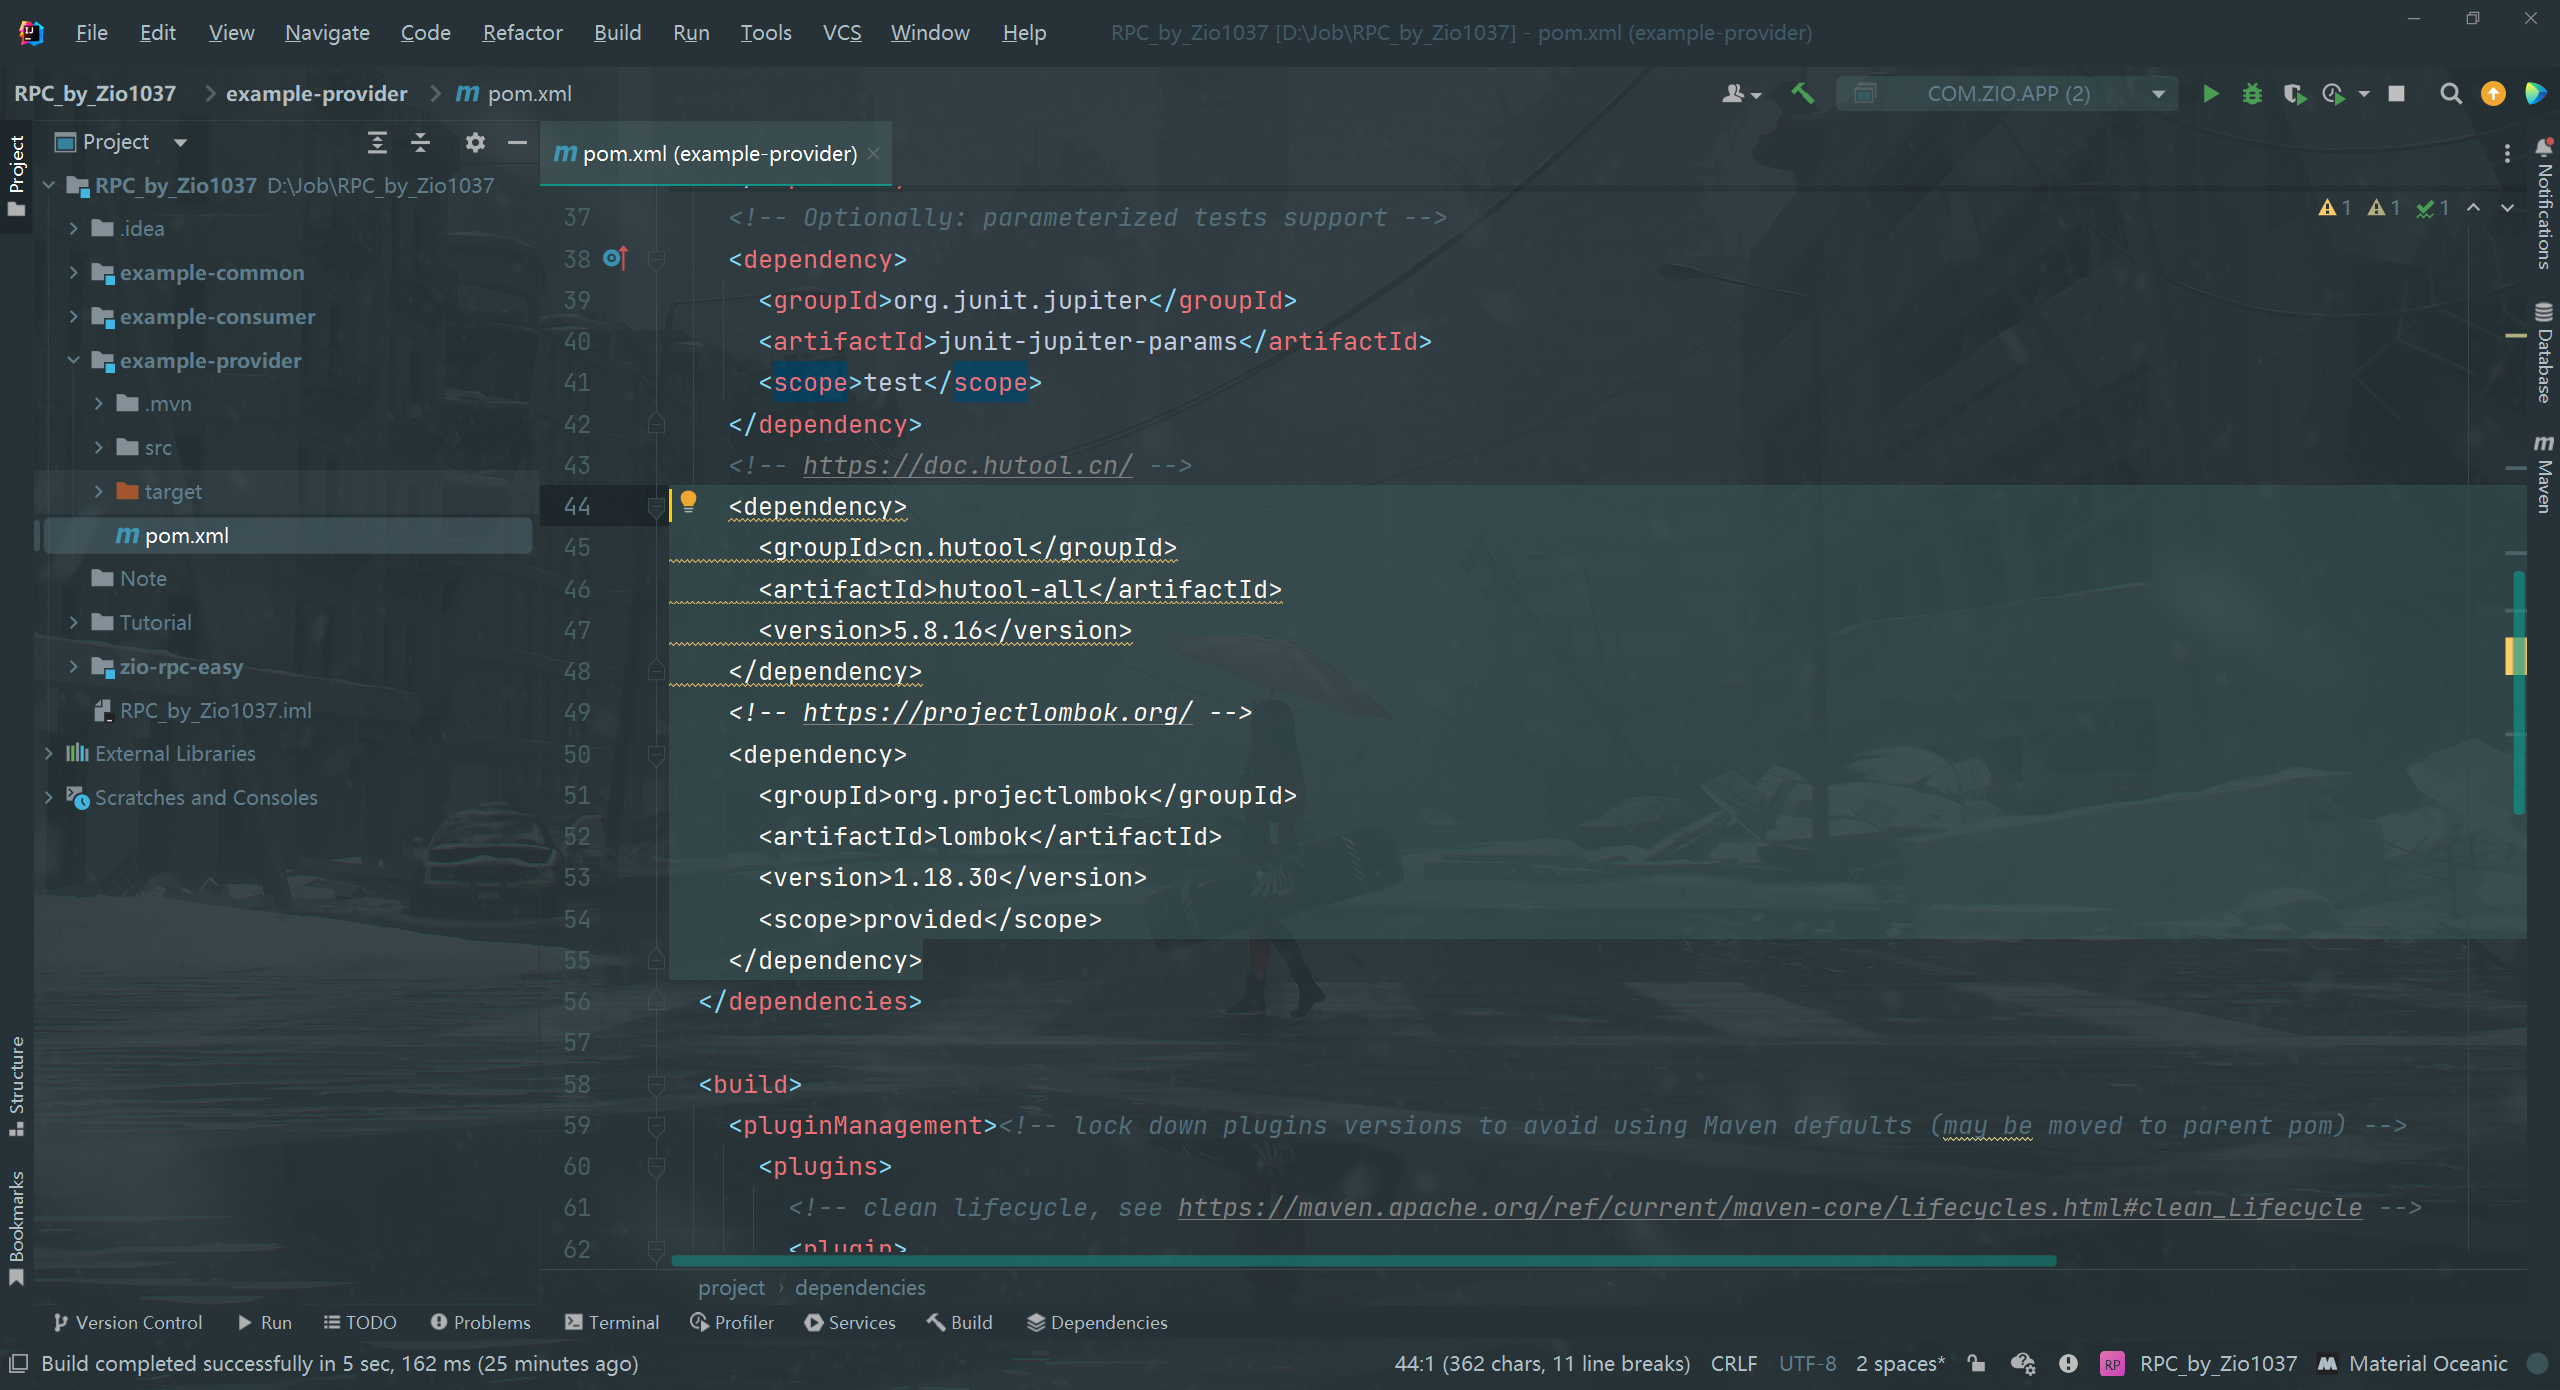 File Edit View Navigate Code Refactor Build Run Tools VCS Window Help RPC_by_Zio1037 [D:\Job\RPC_by_Zio1037] - pom.xml (example-provider)
RPC_by_Zio1037 example-provider m pom.xml COM.ZIO.APP (2)
Project
Project
m pom.xml (example-provider)
RPC_by_Zio1037 D:\Job\RPC_by_Zio1037
.idea
example-common
example-consumer
example-provider
.mvn
src
target
m pom.xml
Note
Tutorial
zio-rpc-easy
RPC_by_Zio1037.iml
External Libraries
Scratches and Consoles
Structure
Bookmarks
1 1 1
37 <!-- Optionally: parameterized tests support -->
38 <dependency>
39 <groupId>org.junit.jupiter</groupId>
40 <artifactId>junit-jupiter-params</artifactId>
41 <scope>test</scope>
42 </dependency>
43 <!-- https://doc.hutool.cn/ -->
44 <dependency>
45 <groupId>cn.hutool</groupId>
46 <artifactId>hutool-all</artifactId>
47 <version>5.8.16</version>
48 </dependency>
49 <!-- https://projectlombok.org/ -->
50 <dependency>
51 <groupId>org.projectlombok</groupId>
52 <artifactId>lombok</artifactId>
53 <version>1.18.30</version>
54 <scope>provided</scope>
55 </dependency>
56 </dependencies>
57
58 <build>
59 <pluginManagement><!-- lock down plugins versions to avoid using Maven defaults (may be moved to parent pom) -->
60 <plugins>
61 <!-- clean lifecycle, see https://maven.apache.org/ref/current/maven-core/lifecycles.html#clean_Lifecycle -->
62 <plugin>
Notifications
Database
m Maven
project › dependencies
Version Control Run TODO Problems Terminal Profiler Services Build Dependencies
Build completed successfully in 5 sec, 162 ms (25 minutes ago) 44:1 (362 chars, 11 line breaks) CRLF UTF-8 2 spaces* RP RPC_by_Zio1037 Material Oceanic